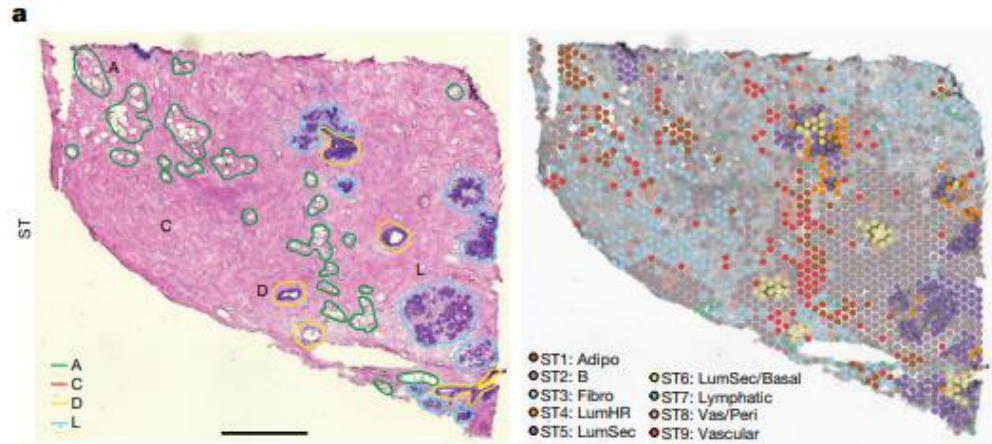 a
A
ST
C
C
L
D
A
C
D
L
ST1: Adipo
ST2: B
ST3: Fibro
ST4: LumHR
ST5: LumSec
ST6: LumSec/Basal
ST7: Lymphatic
ST8: Vas/Peri
ST9: Vascular